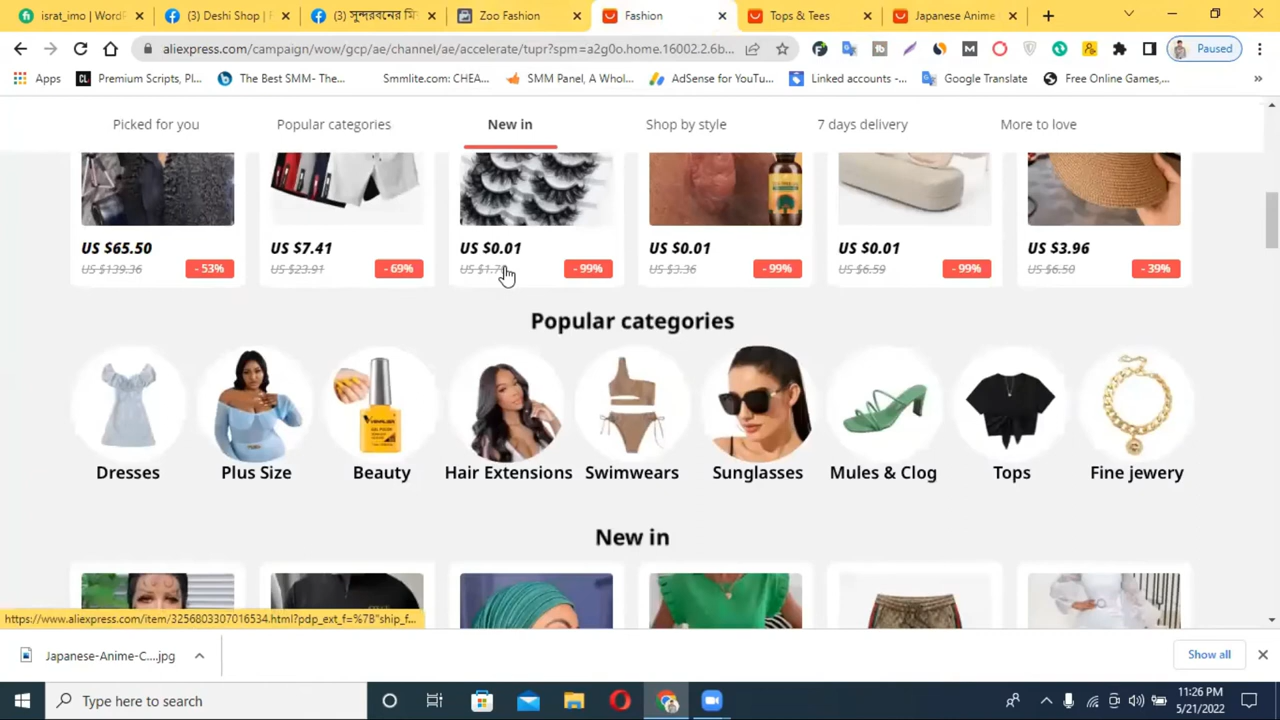 israt_imo | WordP
(3) Deshi Shop | F
(3) সুন্দরবনের মি
Zoo Fashion
Fashion
Tops & Tees
Japanese Anime
aliexpress.com/campaign/wow/gcp/ae/channel/ae/accelerate/tupr?spm=a2g0o.home.16002.2.6b...
Paused
Apps
Premium Scripts, Pl...
The Best SMM- The...
Smmlite.com: CHEA...
SMM Panel, A Whol...
AdSense for YouTu...
Linked accounts -...
Google Translate
Free Online Games,...
Picked for you
Popular categories
New in
Shop by style
7 days delivery
More to love
US $65.50
US $7.41
US $0.01
US $0.01
US $0.01
US $3.96
US $139.36
- 53%
US $23.91
- 69%
- 99%
US $3.36
- 99%
US $6.59
- 99%
US $6.50
- 39%
Popular categories
Dresses
Plus Size
Beauty
Hair Extensions
Swimwears
Sunglasses
Mules & Clog
Tops
Fine jewery
New in
https://www.aliexpress.com/item/3256803307016534.html?pdp_ext_f=%7B"ship_f...
Japanese-Anime-C....jpg
Show all
Type here to search
11:26 PM
5/21/2022